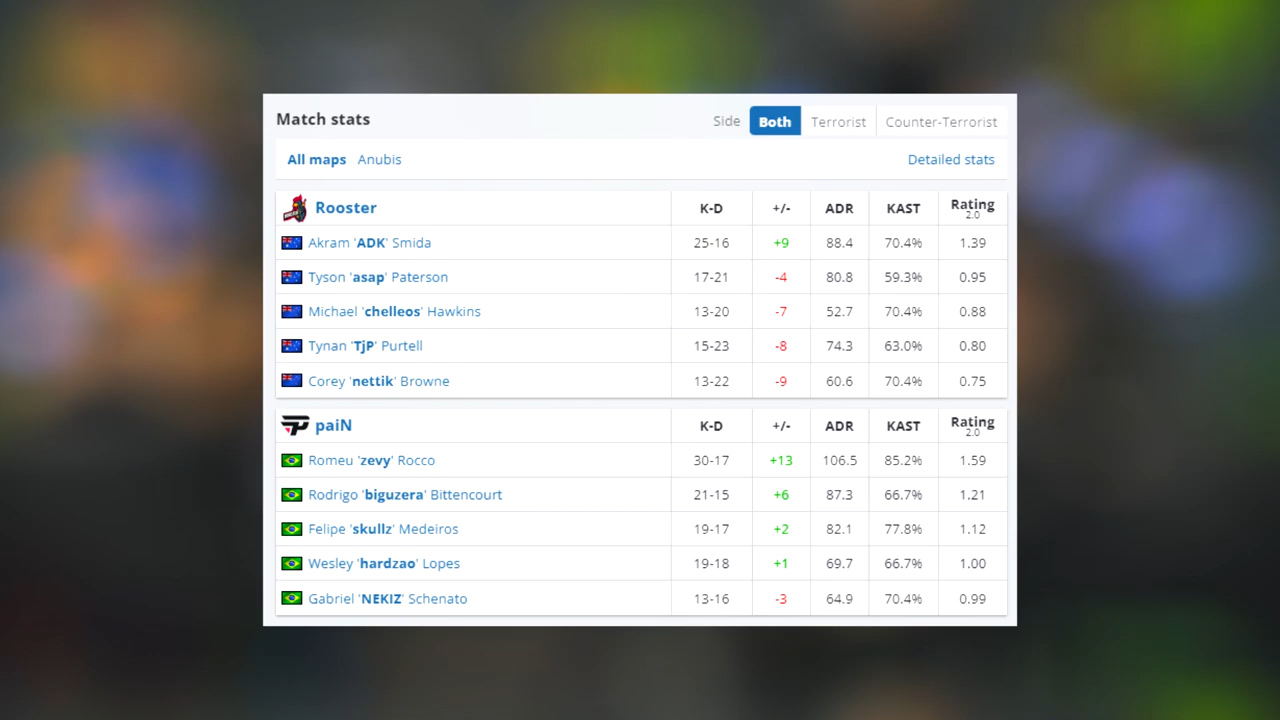 Match stats Side Both Terrorist Counter-Terrorist
All maps Anubis Detailed stats
Rooster K-D +/- ADR KAST Rating 2.0
Akram 'ADK' Smida 25-16 +9 88.4 70.4% 1.39
Tyson 'asap' Paterson 17-21 -4 80.8 59.3% 0.95
Michael 'chelleos' Hawkins 13-20 -7 52.7 70.4% 0.88
Tynan 'TjP' Purtell 15-23 -8 74.3 63.0% 0.80
Corey 'nettik' Browne 13-22 -9 60.6 70.4% 0.75
paiN K-D +/- ADR KAST Rating 2.0
Romeu 'zevy' Rocco 30-17 +13 106.5 85.2% 1.59
Rodrigo 'biguzera' Bittencourt 21-15 +6 87.3 66.7% 1.21
Felipe 'skullz' Medeiros 19-17 +2 82.1 77.8% 1.12
Wesley 'hardzao' Lopes 19-18 +1 69.7 66.7% 1.00
Gabriel 'NEKIZ' Schenato 13-16 -3 64.9 70.4% 0.99